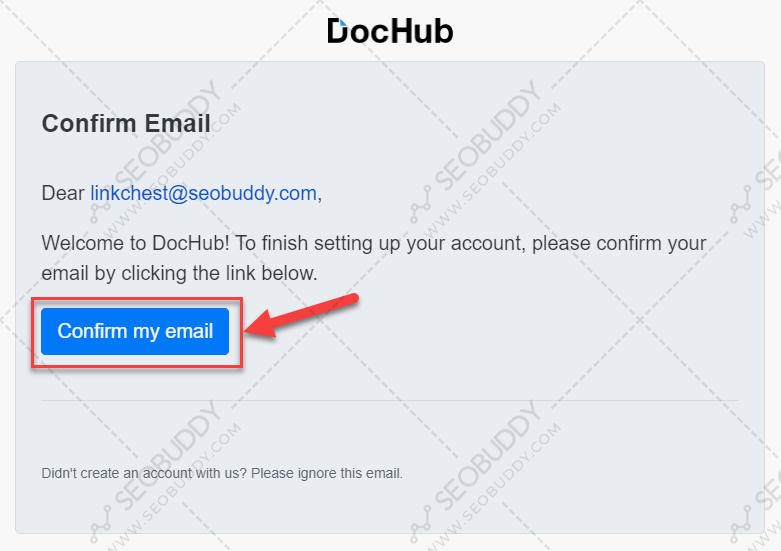 DocHub
Confirm Email
Dear linkchest@seobuddy.com,
Welcome to DocHub! To finish setting up your account, please confirm your
email by clicking the link below.
Confirm my email
Didn't create an account with us? Please ignore this email.
SEOBUDDY
WWW.SEOBUDDY.COM
SEOBUDDY
WWW.SEOBUDDY.COM
SEOBUDDY
WWW.SEOBUDDY.COM
SEOBUDDY
WWW.SEOBUDDY.COM